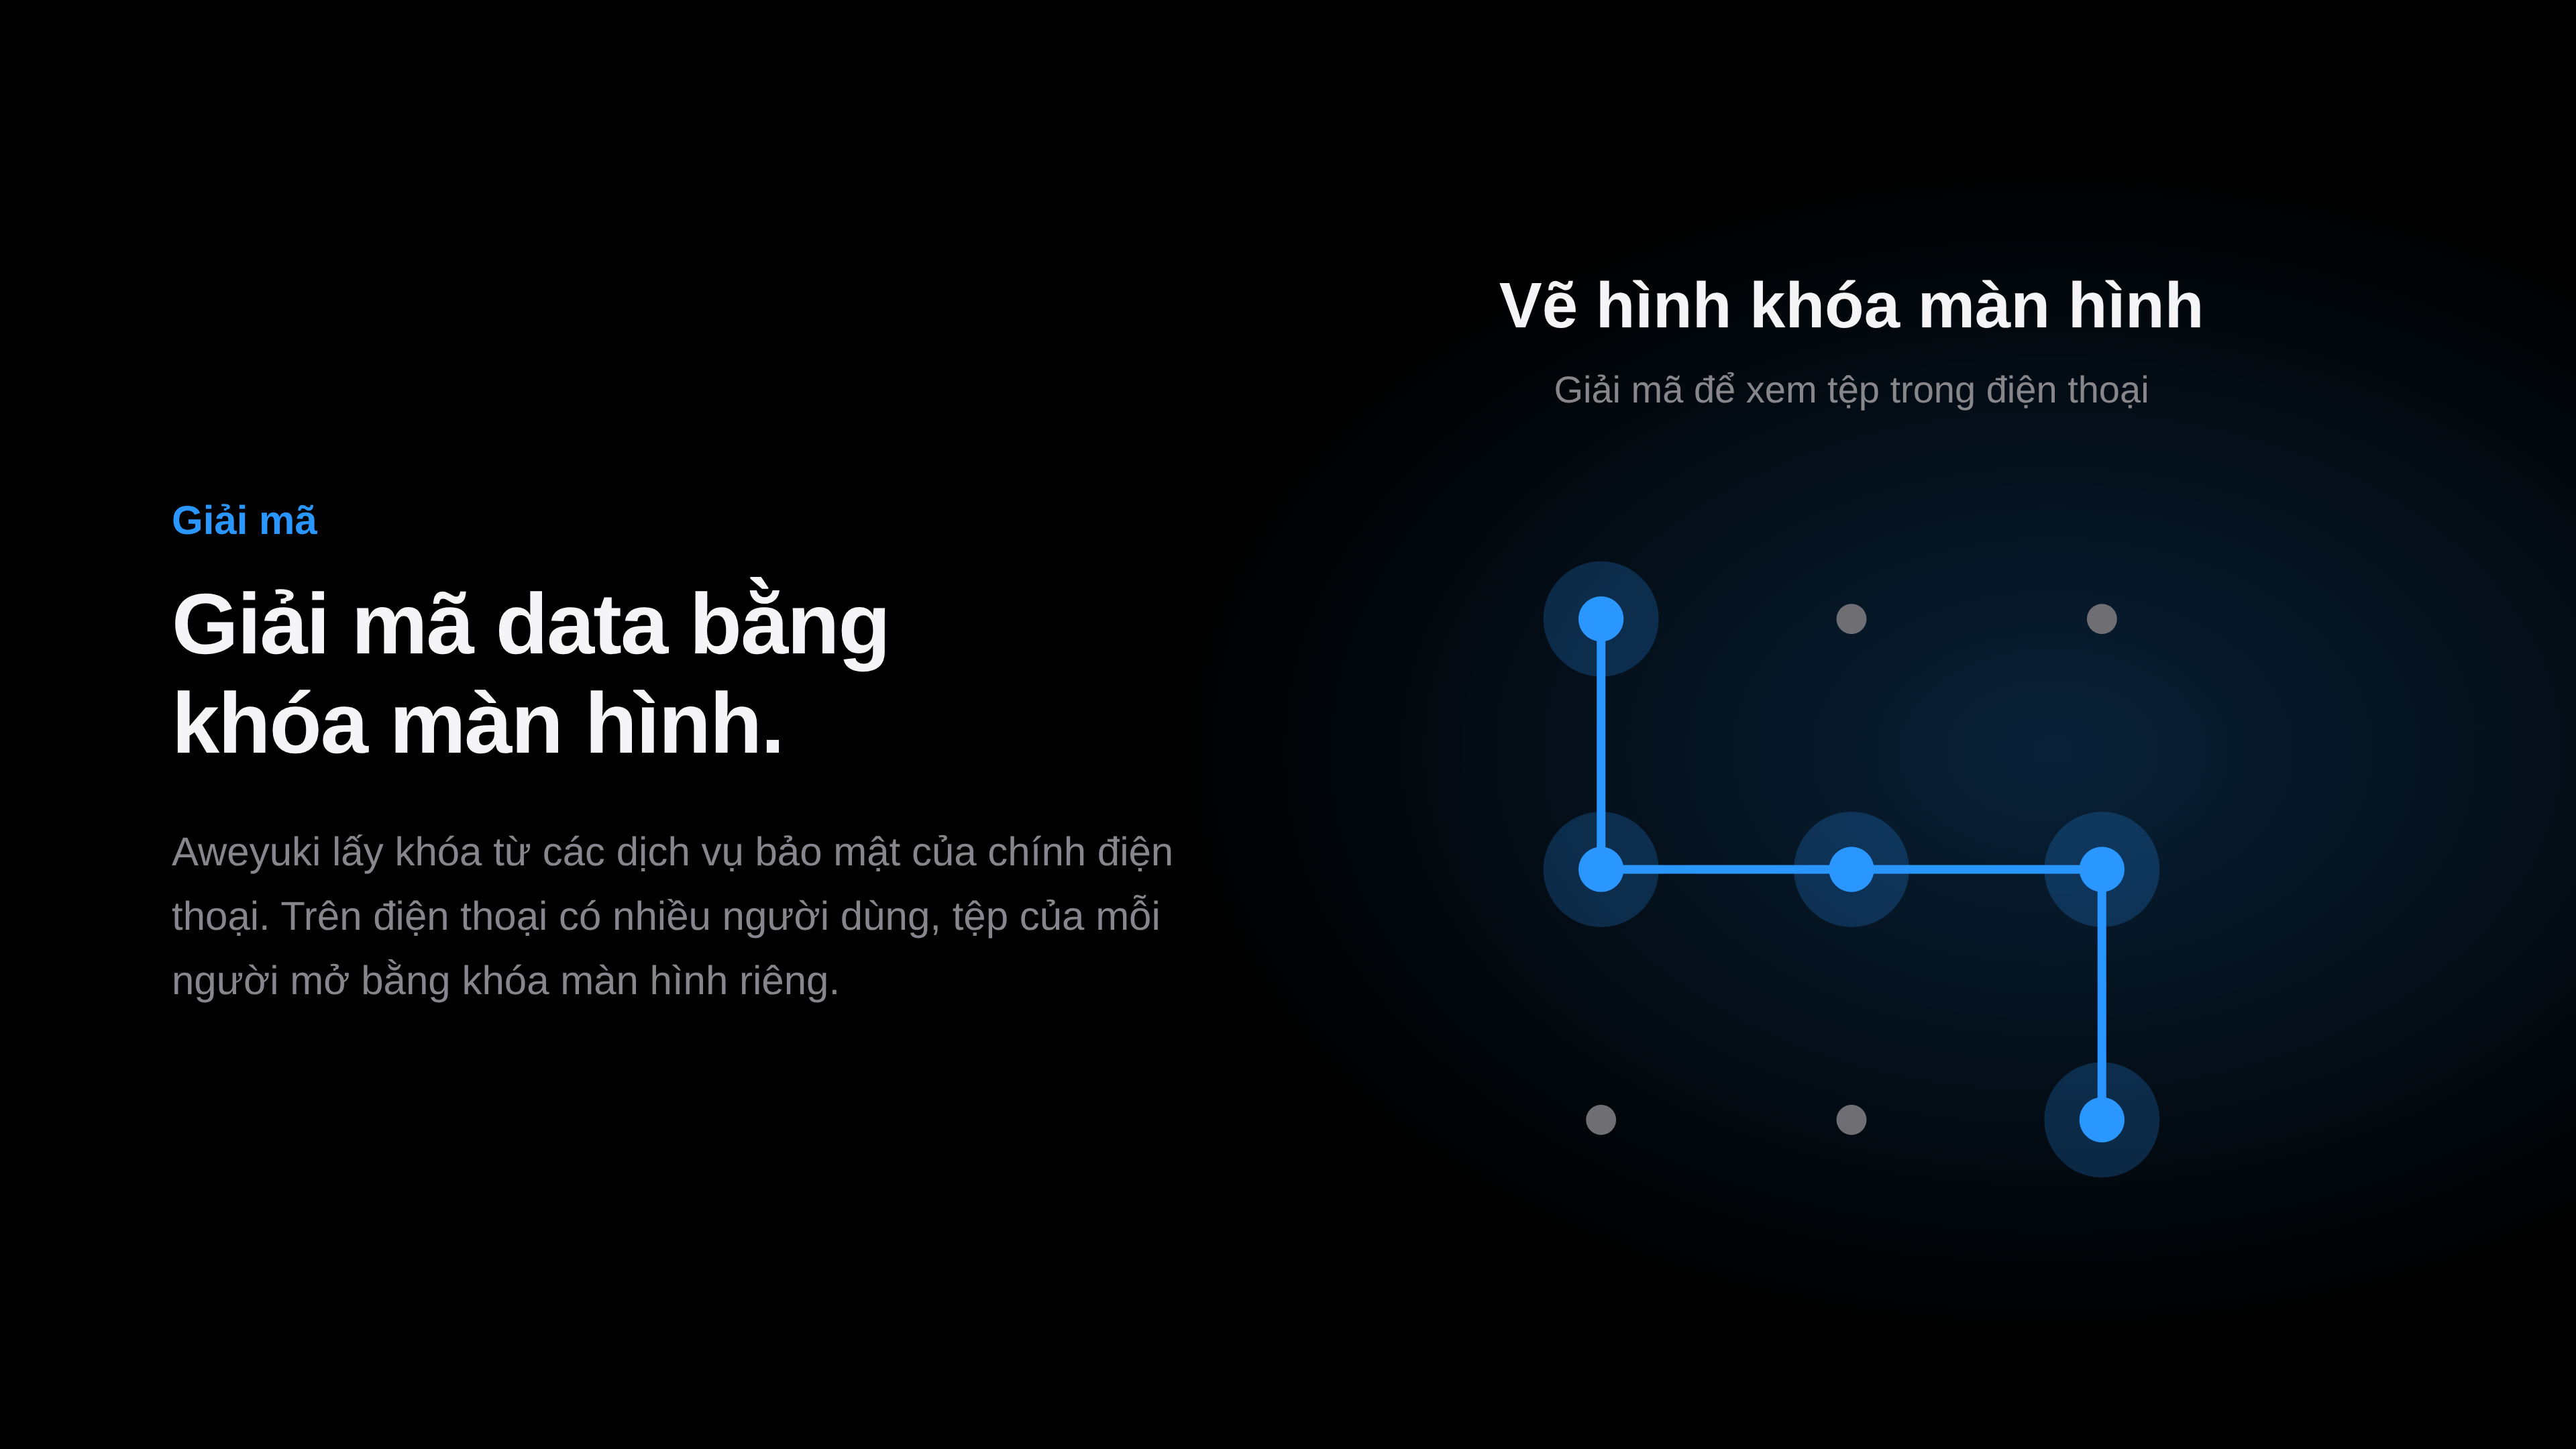 Giải mã
Giải mã data bằng
khóa màn hình.
Aweyuki lấy khóa từ các dịch vụ bảo mật của chính điện
thoại. Trên điện thoại có nhiều người dùng, tệp của mỗi
người mở bằng khóa màn hình riêng.
Vẽ hình khóa màn hình
Giải mã để xem tệp trong điện thoại